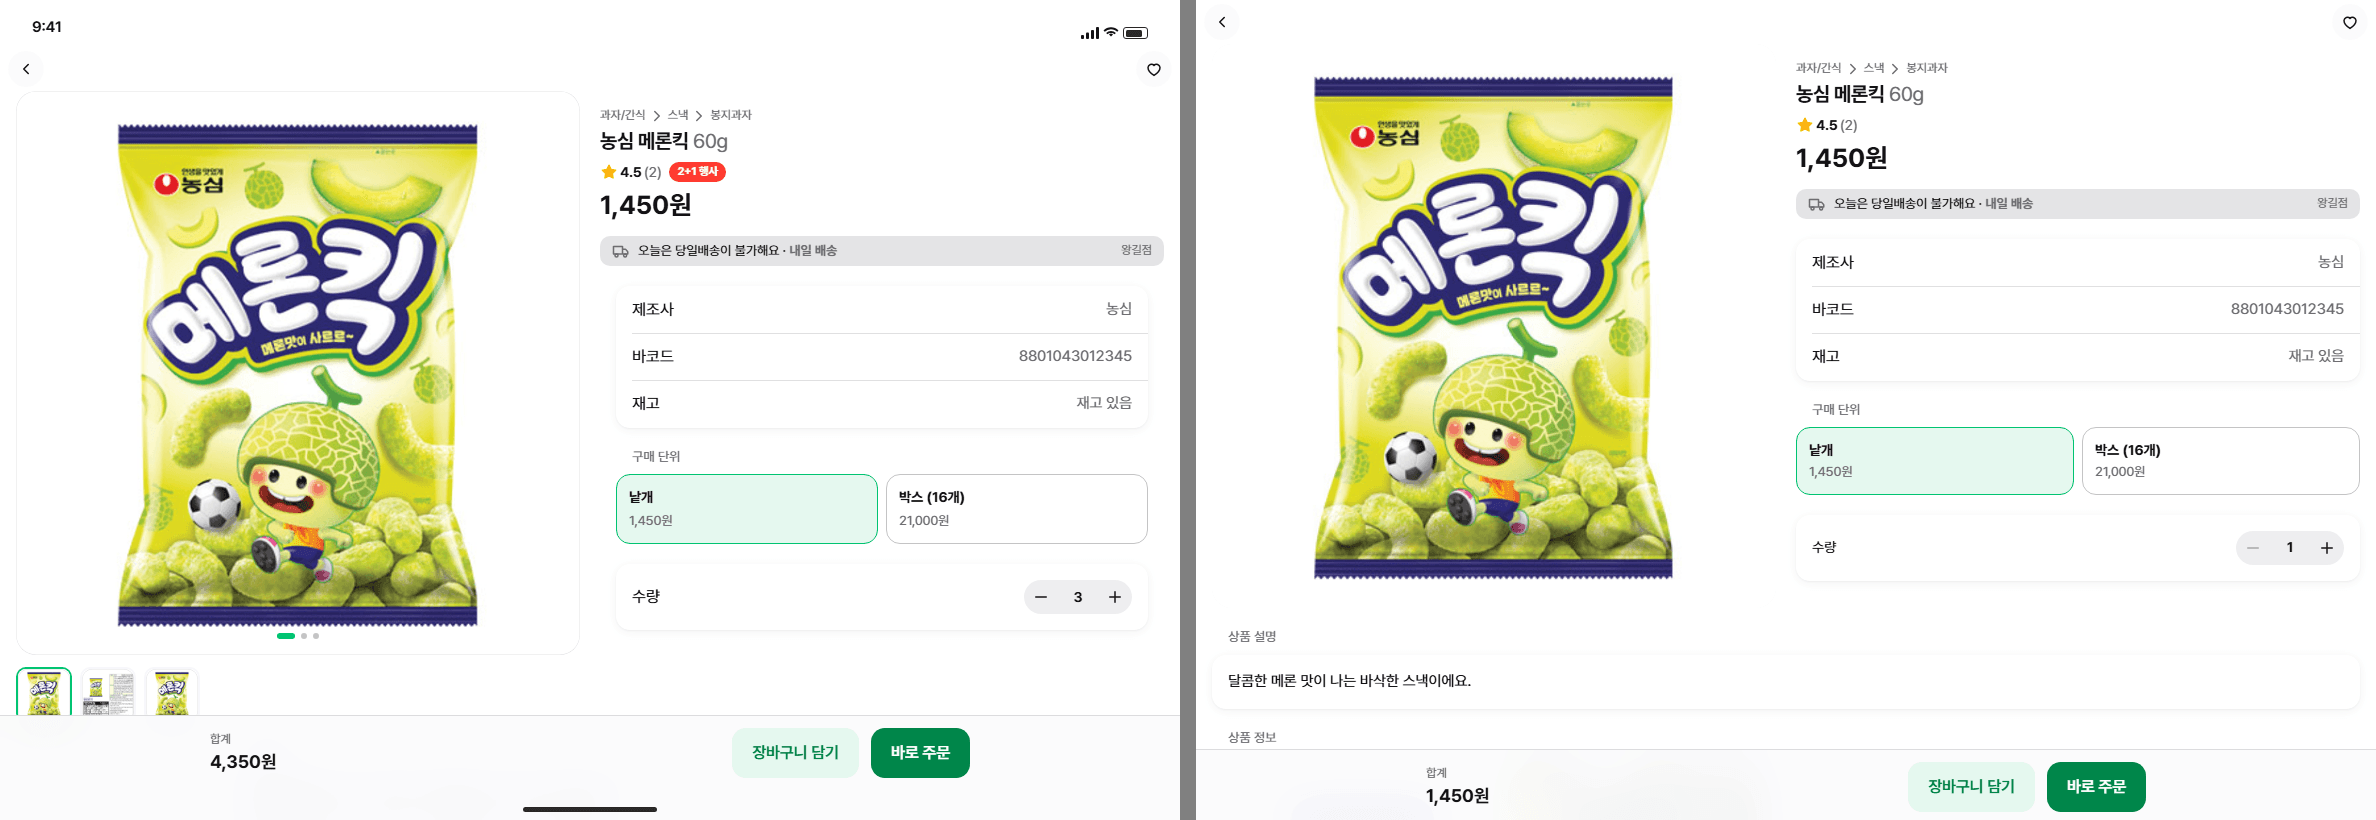 9:41
과자/간식 > 스낵 > 봉지과자
농심 메론킥 60g
4.5 (2) 2+1 행사
1,450원
오늘은 당일배송이 불가해요 · 내일 배송 왕길점
제조사 농심
바코드 8801043012345
재고 재고 있음
구매 단위
낱개
1,450원
박스 (16개)
21,000원
수량 3
인생을 맛있게
농심
메론킥
메론맛이 사르르~
합계
4,350원
장바구니 담기
바로 주문
과자/간식 > 스낵 > 봉지과자
농심 메론킥 60g
4.5 (2)
1,450원
오늘은 당일배송이 불가해요 · 내일 배송 왕길점
제조사 농심
바코드 8801043012345
재고 재고 있음
구매 단위
낱개
1,450원
박스 (16개)
21,000원
수량 1
인생을 맛있게
농심
메론킥
메론맛이 사르르~
상품 설명
달콤한 메론 맛이 나는 바삭한 스낵이에요.
상품 정보
합계
1,450원
장바구니 담기
바로 주문